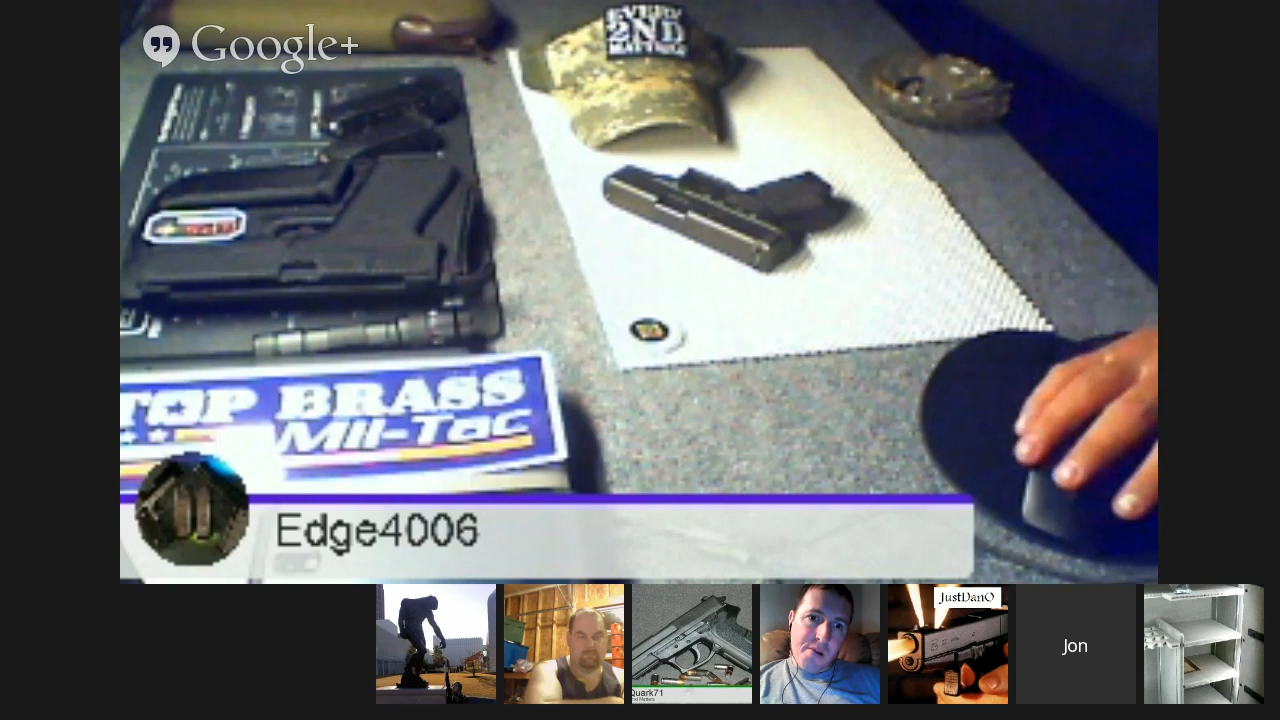 Google+
EVERY
2ND
MATTERS
TOP BRASS
Mil-Tac
Edge4006
Quark71
JustDanO
Jon